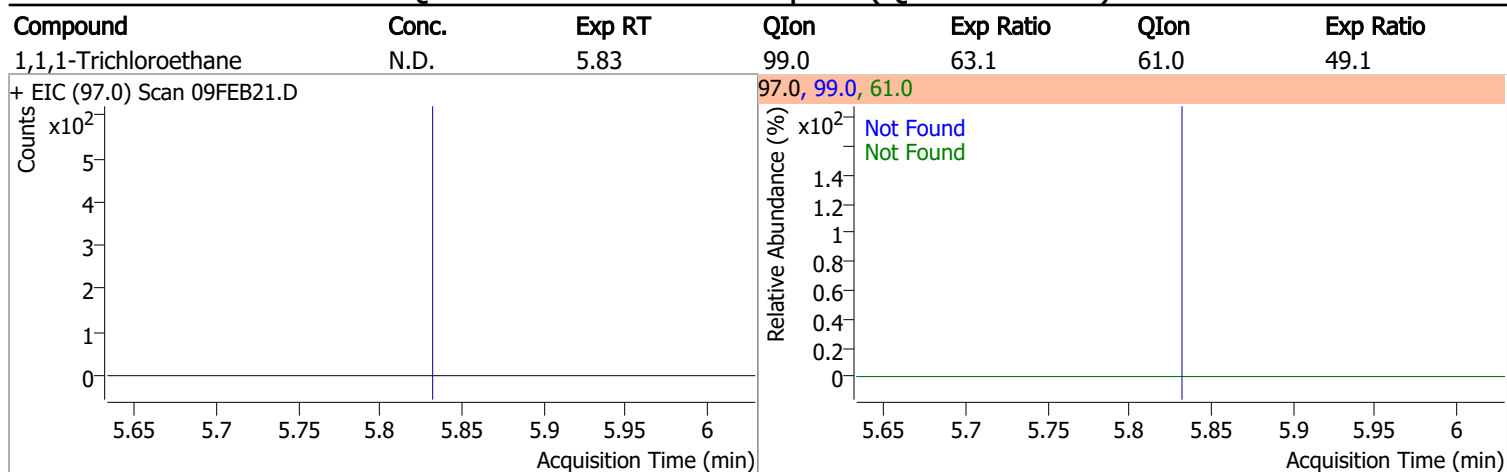 Compound Conc. Exp RT QIon Exp Ratio QIon Exp Ratio
1,1,1-Trichloroethane N.D. 5.83 99.0 63.1 61.0 49.1
+ EIC (97.0) Scan 09FEB21.D
Counts
x10²
5
4
3
2
1
0
5.65 5.7 5.75 5.8 5.85 5.9 5.95 6
Acquisition Time (min)
97.0, 99.0, 61.0
Relative Abundance (%)
x10²
Not Found
Not Found
1.4
1.2
1
0.8
0.6
0.4
0.2
0
5.65 5.7 5.75 5.8 5.85 5.9 5.95 6
Acquisition Time (min)